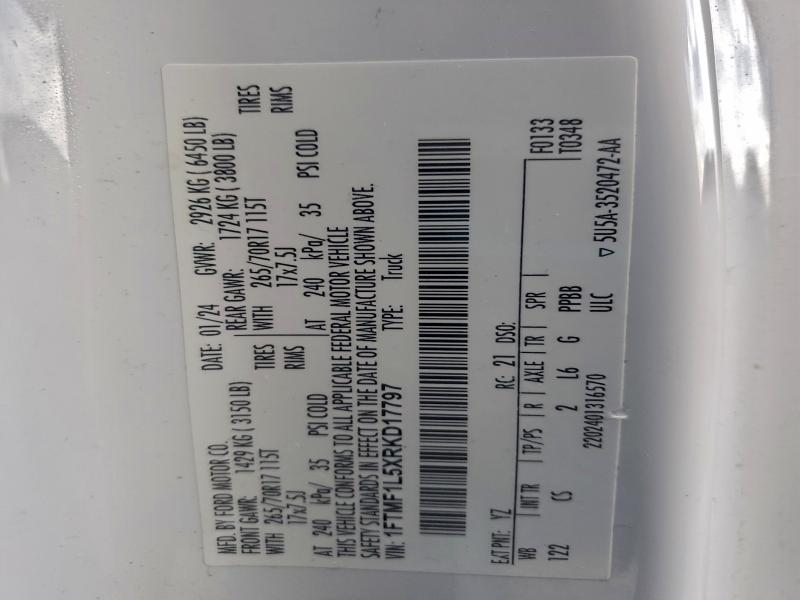 MFD. BY FORD MOTOR CO. DATE: 01/24 GVWR: 2926 KG ( 6450 LB)
FRONT GAWR: 1429 KG ( 3150 LB) REAR GAWR: 1724 KG ( 3800 LB)
WITH 265/70R17 115T TIRES WITH 265/70R17 115T TIRES
17x7.5J RIMS 17x7.5J RIMS
AT 240 kPa/ 35 PSI COLD AT 240 kPa/ 35 PSI COLD
THIS VEHICLE CONFORMS TO ALL APPLICABLE FEDERAL MOTOR VEHICLE
SAFETY STANDARDS IN EFFECT ON THE DATE OF MANUFACTURE SHOWN ABOVE.
VIN: 1FTMF1L5XRKD17797 TYPE: Truck
EXT PNT: YZ RC: 21 DSO: F0133
WB INT TR TP/PS R AXLE TR SPR T0348
122 CS 2 L6 G PPBB
2202401316570 ULC
▽ 5U5A-3520472-AA